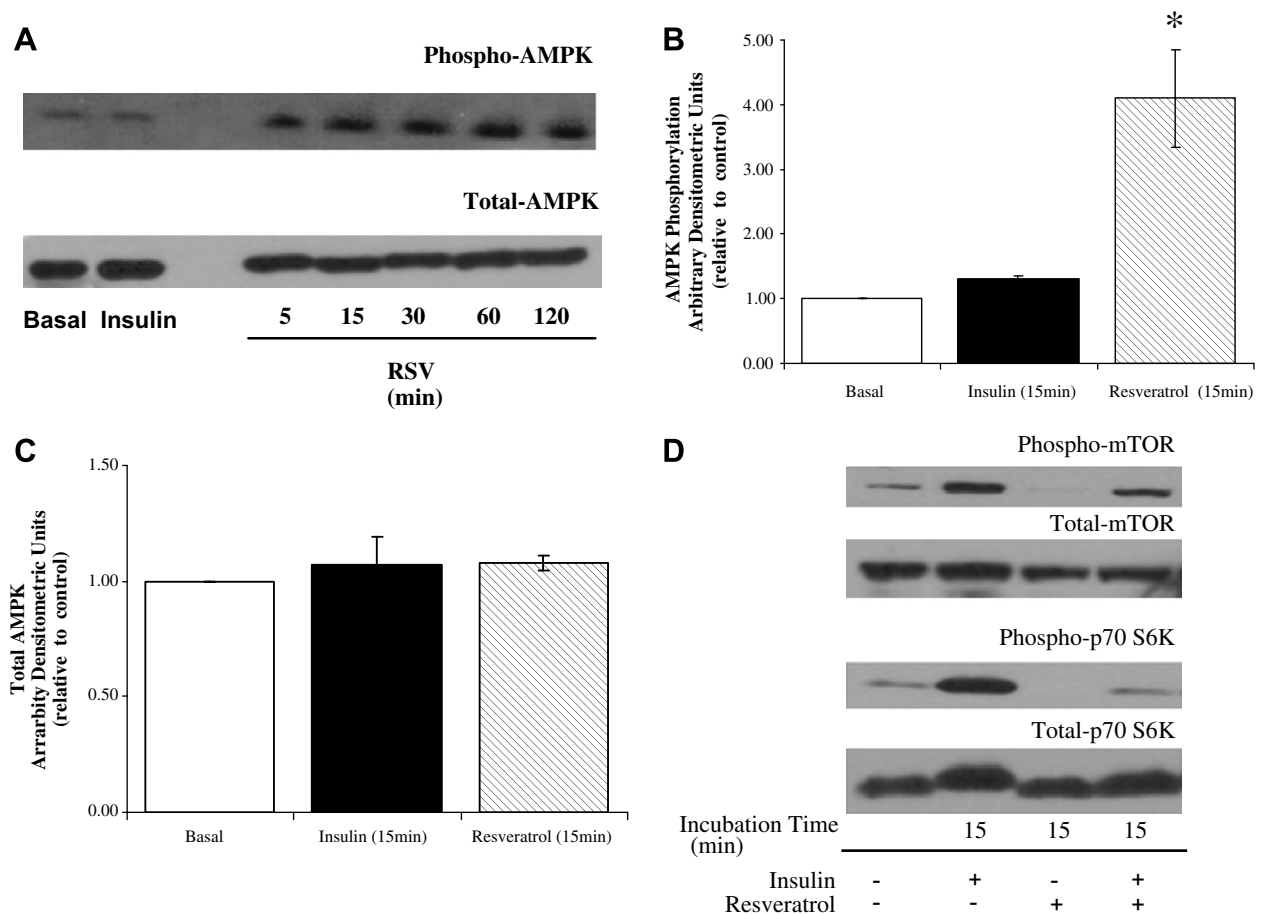 A
Phospho-AMPK
Total-AMPK
Basal Insulin 5 15 30 60 120
RSV
(min)
B
*
AMPK Phosphorylation
Arbitrary Densitometric Units
(relative to control)
5.00
4.00
3.00
2.00
1.00
0.00
Basal Insulin (15min) Resveratrol (15min)
C
Total AMPK
Arrarbity Densitometric Units
(relative to control)
1.50
1.00
0.50
0.00
Basal Insulin (15min) Resveratrol (15min)
D
Phospho-mTOR
Total-mTOR
Phospho-p70 S6K
Total-p70 S6K
Incubation Time 15 15 15
(min)
Insulin - + - +
Resveratrol - - + +